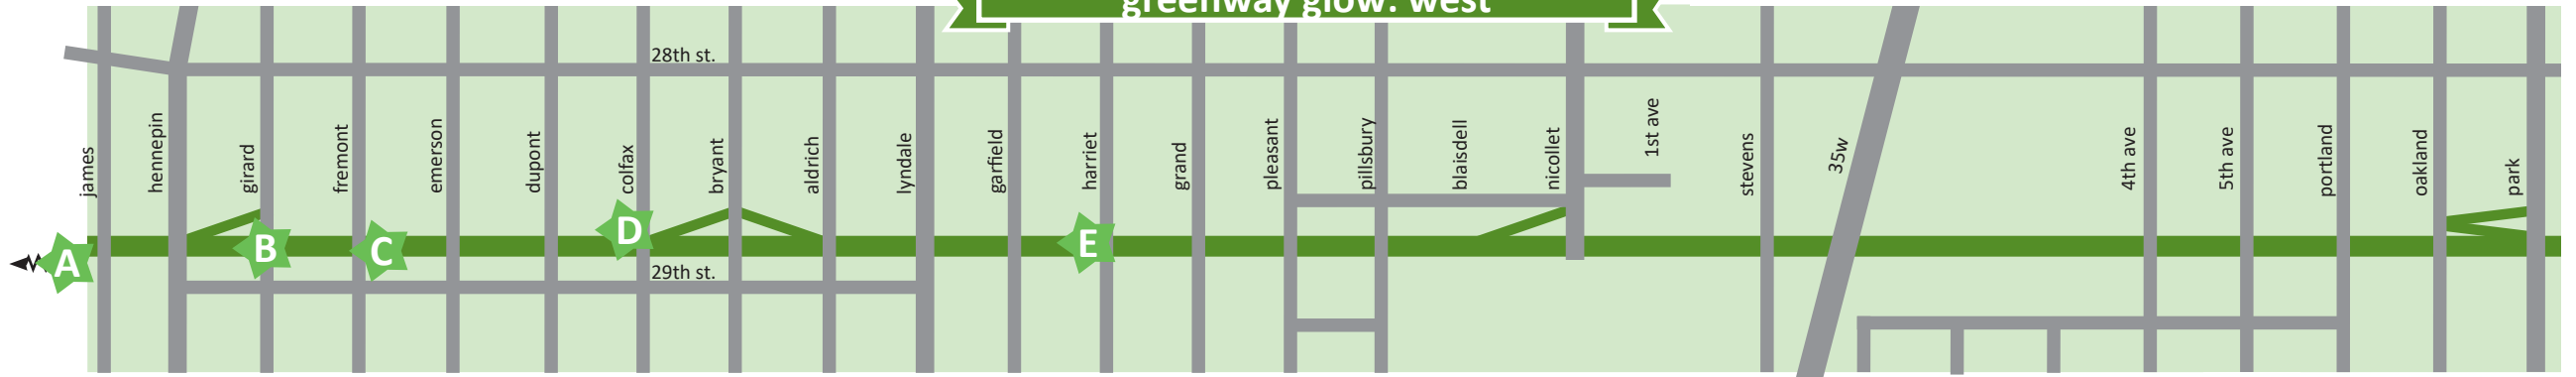 greenway glow: west
28th st.
james
hennepin
girard
fremont
emerson
dupont
colfax
bryant
aldrich
lyndale
garfield
harriet
grand
pleasant
pillsbury
blaisdell
nicollet
1st ave
stevens
35w
4th ave
5th ave
portland
oakland
park
A
B
C
D
E
29th st.